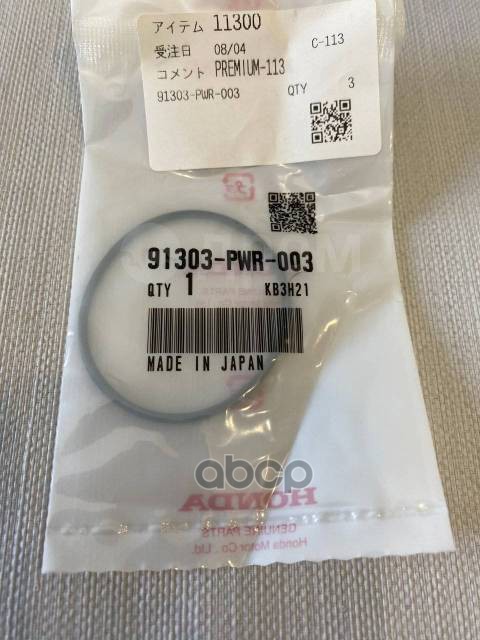 アイテム 11300
受注日 08/04 C-113
コメント PREMIUM-113
91303-PWR-003 QTY 3
91303-PWR-003
QTY 1 KB3H21
MADE IN JAPAN
abcp
HONDA
GENUINE PARTS
Honda Motor Co., Ltd.